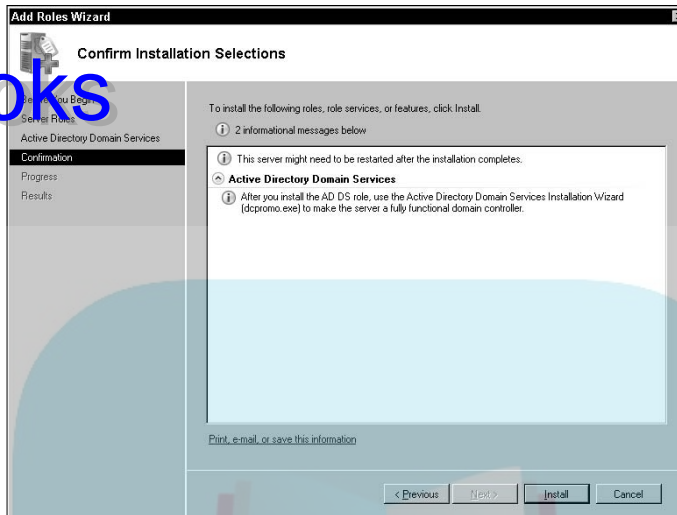 Add Roles Wizard
Confirm Installation Selections
oks
Before You Begin
Server Roles
Active Directory Domain Services
Confirmation
Progress
Results
To install the following roles, role services, or features, click Install.
2 informational messages below
This server might need to be restarted after the installation completes.
Active Directory Domain Services
After you install the AD DS role, use the Active Directory Domain Services Installation Wizard
(dcpromo.exe) to make the server a fully functional domain controller.
Print, e-mail, or save this information
< Previous
Next >
Install
Cancel